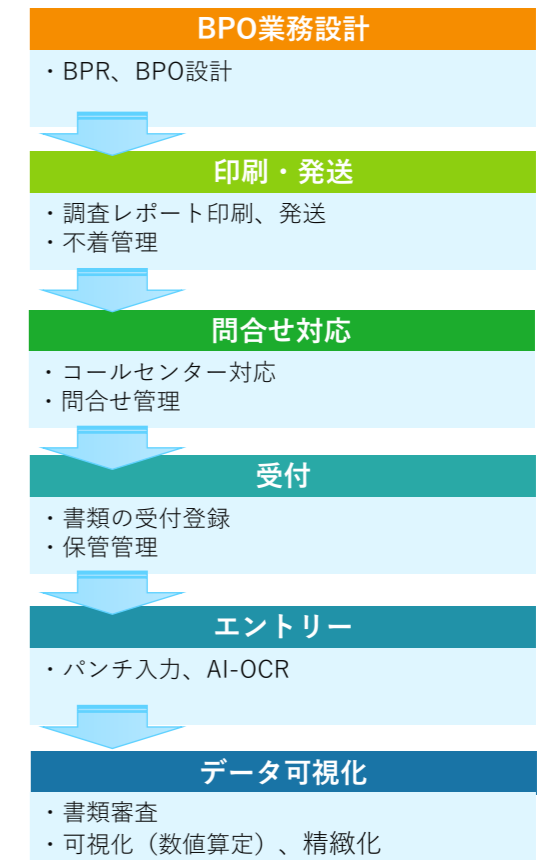 BPO業務設計
・BPR、BPO設計
印刷・発送
・調査レポート印刷、発送
・不着管理
問合せ対応
・コールセンター対応
・問合せ管理
受付
・書類の受付登録
・保管管理
エントリー
・パンチ入力、AI-OCR
データ可視化
・書類審査
・可視化（数値算定）、精緻化